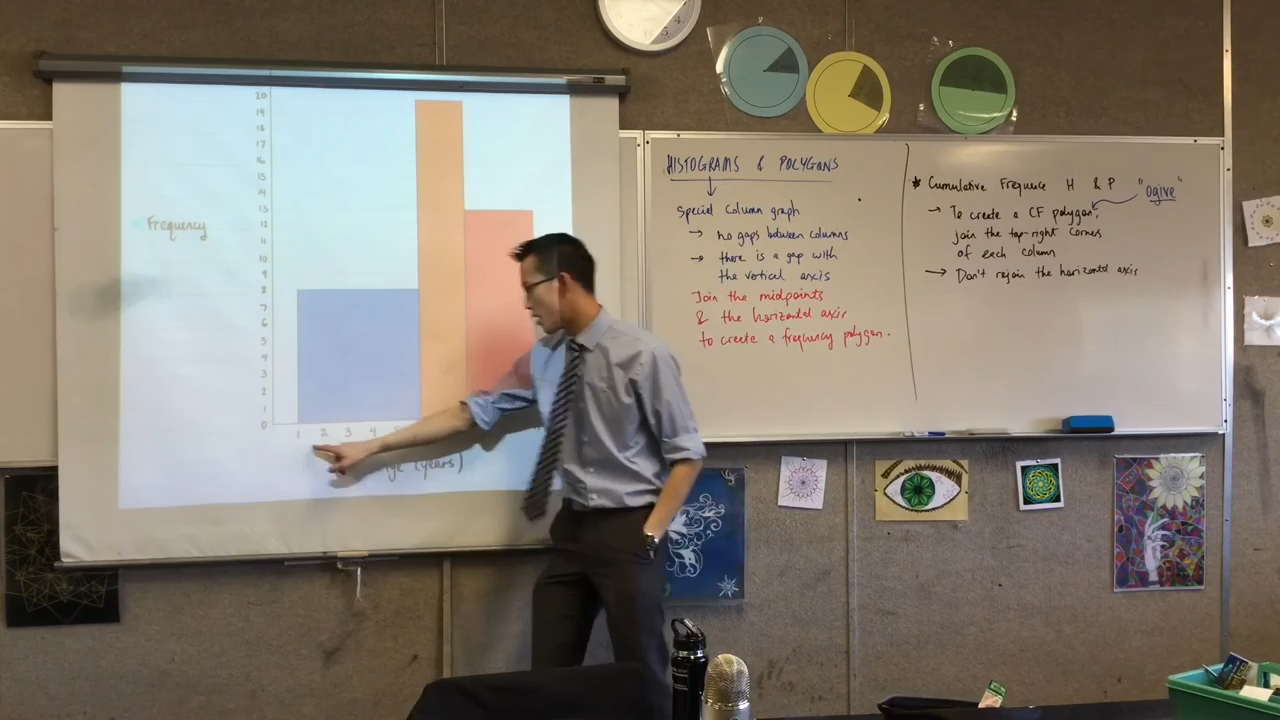 20
19
18
17
16
15
14
13
12
11
10
9
8
7
6
5
4
3
2
1
0
Frequency
1 2 3 4
(years)
HISTOGRAMS & POLYGONS
Special Column graph
→ no gaps between columns
→ there is a gap with
the vertical axis
Join the midpoints
& the horizontal axis
to create a frequency polygon.
* Cumulative Frequence H & P "ogive"
→ To create a CF polygon,
join the top-right corners
of each column
→ Don't rejoin the horizontal axis